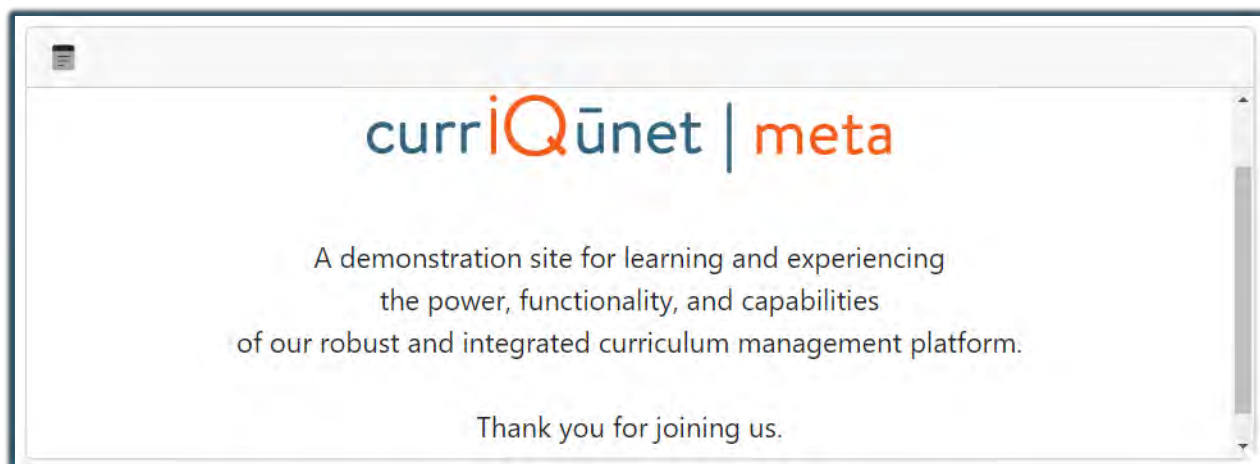 currIQūnet | meta
A demonstration site for learning and experiencing
the power, functionality, and capabilities
of our robust and integrated curriculum management platform.
Thank you for joining us.